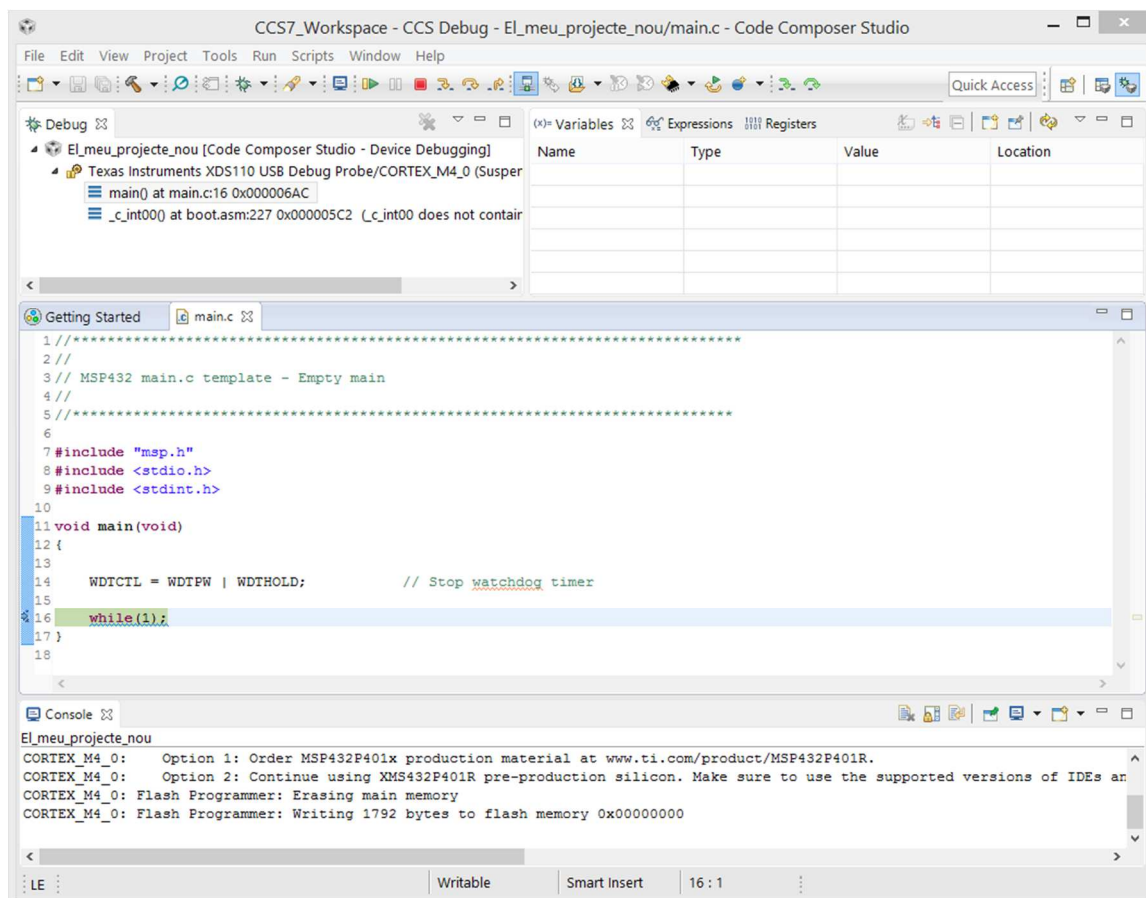 CCS7_Workspace - CCS Debug - El_meu_projecte_nou/main.c - Code Composer Studio
File Edit View Project Tools Run Scripts Window Help
Quick Access
Debug
El_meu_projecte_nou [Code Composer Studio - Device Debugging]
Texas Instruments XDS110 USB Debug Probe/CORTEX_M4_0 (Susper
main() at main.c:16 0x000006AC
_c_int00() at boot.asm:227 0x000005C2 (_c_int00 does not contair
(x)= Variables Expressions 1010 0101 Registers
Name Type Value Location
Getting Started main.c
1 //*****************************************************************************
2 //
3 // MSP432 main.c template - Empty main
4 //
5 //****************************************************************************
6
7 #include "msp.h"
8 #include <stdio.h>
9 #include <stdint.h>
10
11 void main(void)
12 {
13
14 WDTCTL = WDTPW | WDTHOLD; // Stop watchdog timer
15
16 while(1);
17 }
18
Console
El_meu_projecte_nou
CORTEX_M4_0: Option 1: Order MSP432P401x production material at www.ti.com/product/MSP432P401R.
CORTEX_M4_0: Option 2: Continue using XMS432P401R pre-production silicon. Make sure to use the supported versions of IDEs an
CORTEX_M4_0: Flash Programmer: Erasing main memory
CORTEX_M4_0: Flash Programmer: Writing 1792 bytes to flash memory 0x00000000
LE Writable Smart Insert 16 : 1